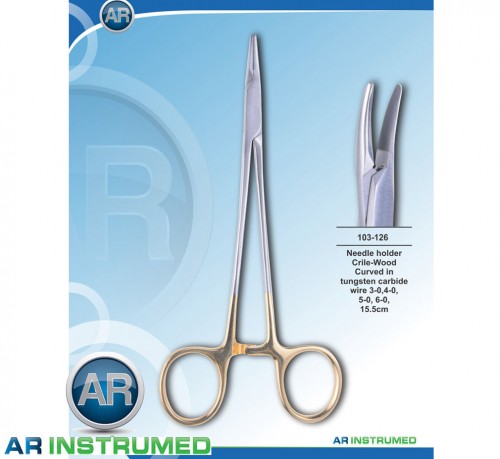 AR
AR
103-126
Needle holder
Crile-Wood
Curved in
tungsten carbide
wire 3-0,4-0,
5-0, 6-0,
15.5cm
AR
AR INSTRUMED
AR INSTRUMED